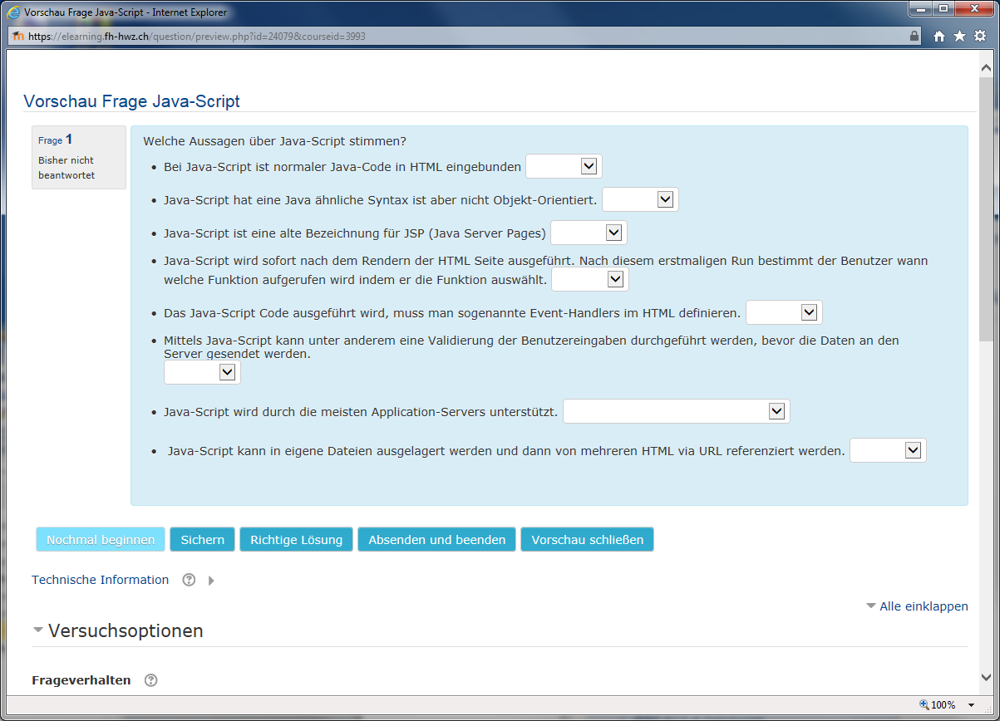 Vorschau Frage Java-Script - Internet Explorer
https://elearning.fh-hwz.ch/question/preview.php?id=24079&courseid=3993
Vorschau Frage Java-Script
Frage 1
Bisher nicht
beantwortet
Welche Aussagen über Java-Script stimmen?
• Bei Java-Script ist normaler Java-Code in HTML eingebunden
• Java-Script hat eine Java ähnliche Syntax ist aber nicht Objekt-Orientiert.
• Java-Script ist eine alte Bezeichnung für JSP (Java Server Pages)
• Java-Script wird sofort nach dem Rendern der HTML Seite ausgeführt. Nach diesem erstmaligen Run bestimmt der Benutzer wann
welche Funktion aufgerufen wird indem er die Funktion auswählt.
• Das Java-Script Code ausgeführt wird, muss man sogenannte Event-Handlers im HTML definieren.
• Mittels Java-Script kann unter anderem eine Validierung der Benutzereingaben durchgeführt werden, bevor die Daten an den
Server gesendet werden.
• Java-Script wird durch die meisten Application-Servers unterstützt.
• Java-Script kann in eigene Dateien ausgelagert werden und dann von mehreren HTML via URL referenziert werden.
Nochmal beginnen Sichern Richtige Lösung Absenden und beenden Vorschau schließen
Technische Information
Alle einklappen
Versuchsoptionen
Frageverhalten
100%